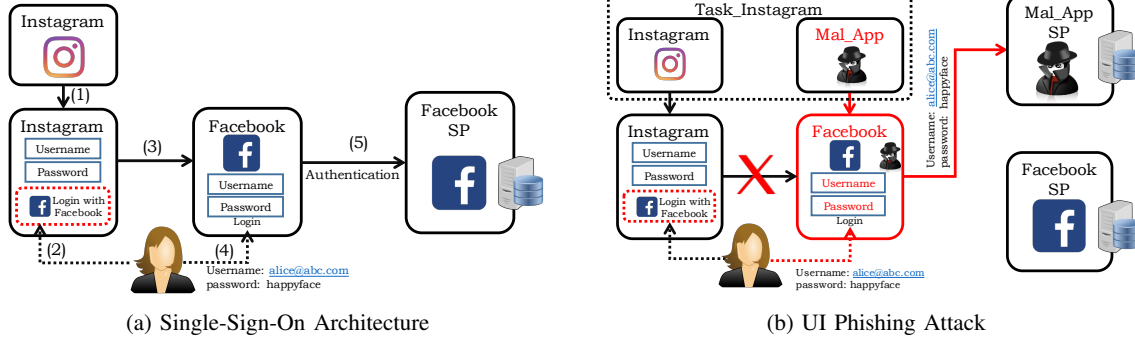 Instagram
(1)
Instagram
Username
Password
Login with
Facebook
(2)
(3)
Facebook
Username
Password
Login
(4)
Username: alice@abc.com
password: happyface
(5)
Authentication
Facebook
SP
(a) Single-Sign-On Architecture
Task_Instagram
Instagram
Mal_App
Instagram
Username
Password
Login with
Facebook
X
Facebook
Username
Password
Login
Username: alice@abc.com
password: happyface
Username: alice@abc.com
password: happyface
Mal_App
SP
Facebook
SP
(b) UI Phishing Attack